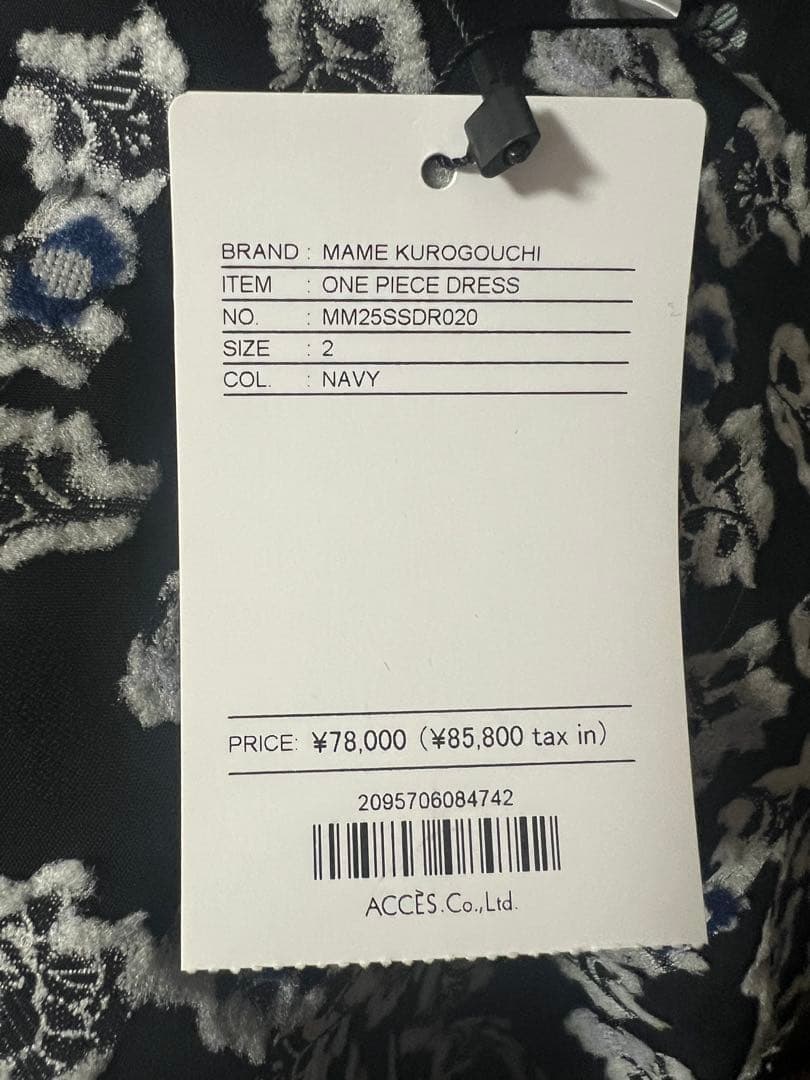 BRAND : MAME KUROGOUCHI
ITEM : ONE PIECE DRESS
NO. : MM25SSDR020
SIZE : 2
COL. : NAVY
PRICE: ¥78,000 (¥85,800 tax in)
2095706084742
ACCÈS.Co.,Ltd.